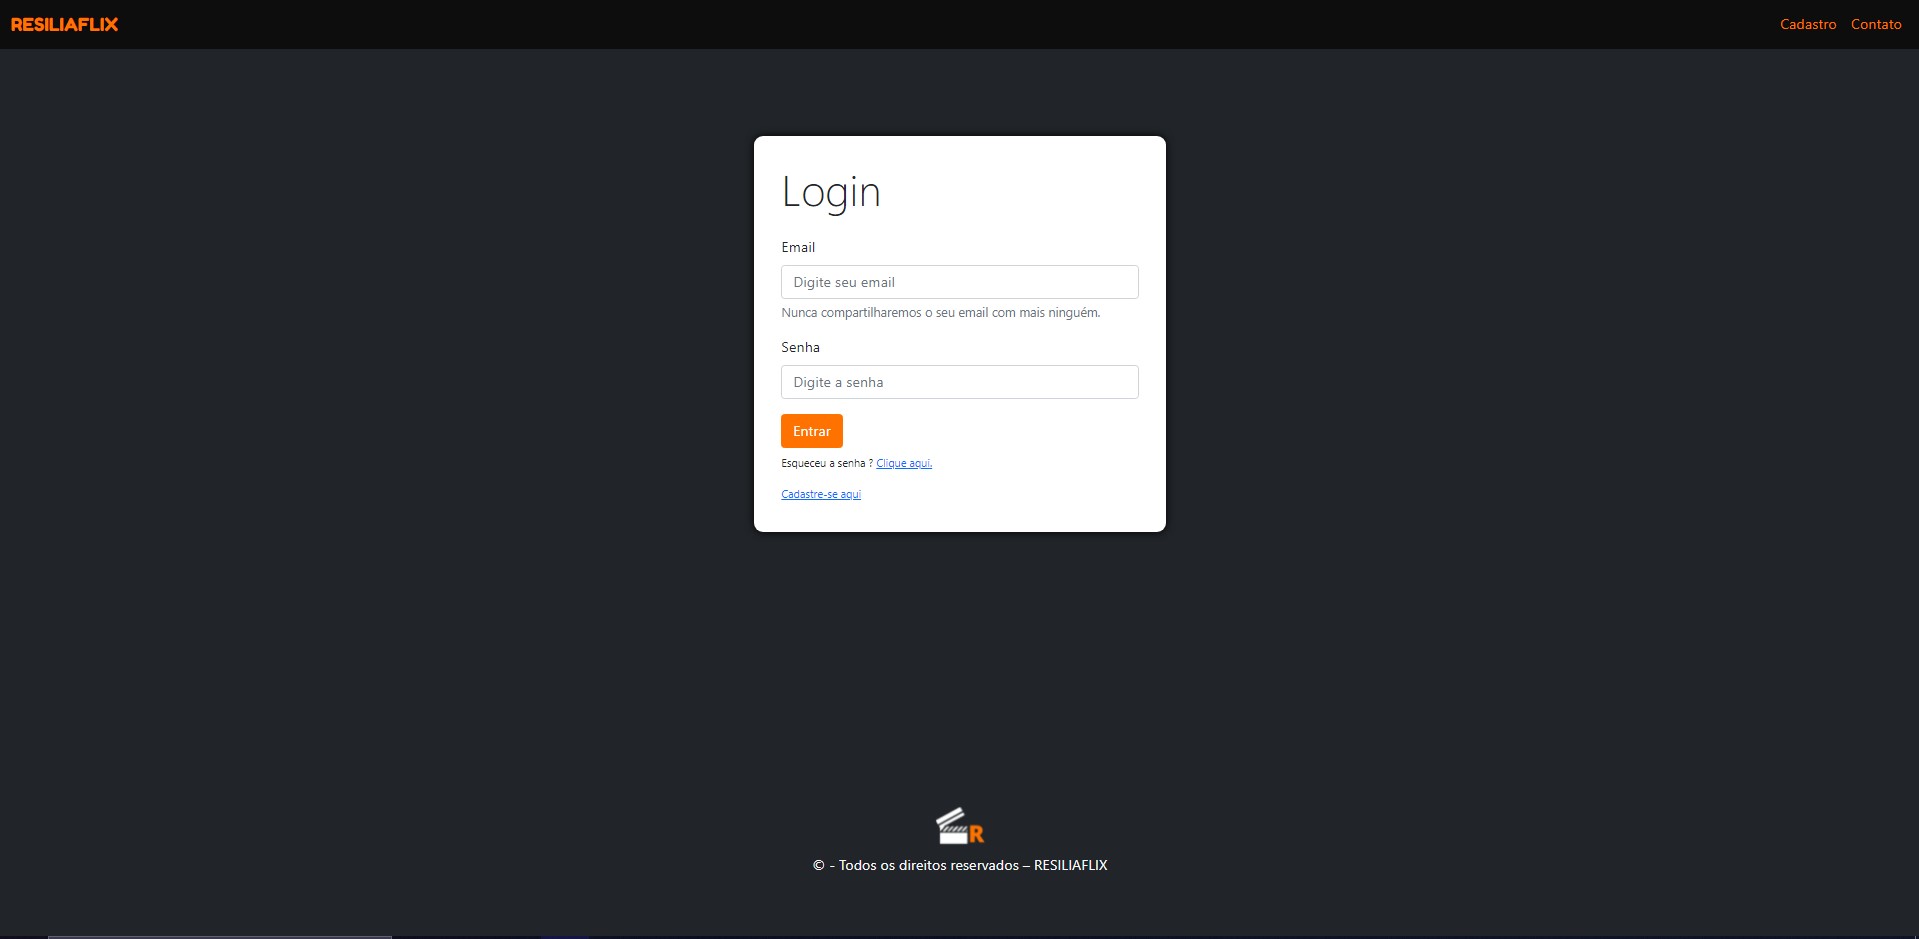 RESILIAFLIX
Cadastro Contato
Login
Email
Digite seu email
Nunca compartilharemos o seu email com mais ninguém.
Senha
Digite a senha
Entrar
Esqueceu a senha ? Clique aqui.
Cadastre-se aqui
R
© - Todos os direitos reservados – RESILIAFLIX